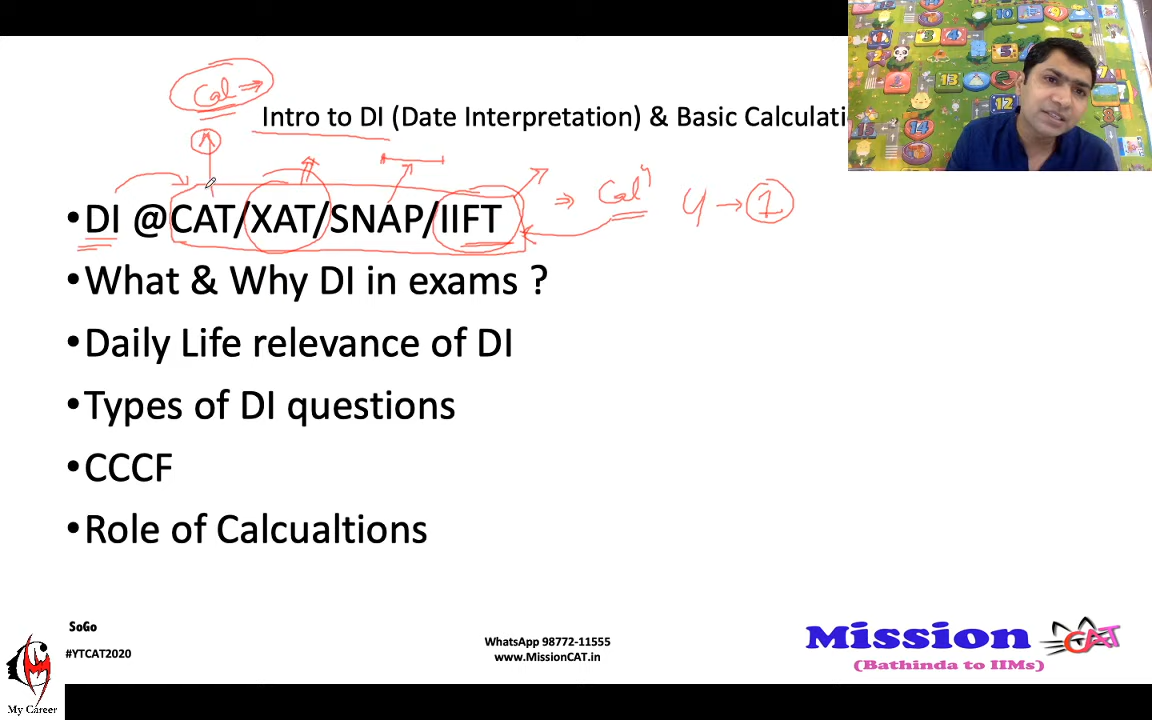 Cal
Intro to DI (Date Interpretation) & Basic Calculati
DI @CAT/XAT/SNAP/IIFT
Cal
4 → 1
•What & Why DI in exams ?
•Daily Life relevance of DI
•Types of DI questions
•CCCF
•Role of Calcualtions
SoGo
#YTCAT2020
WhatsApp 98772-11555
www.MissionCAT.in
Mission CAT
(Bathinda to IIMs)
My Career